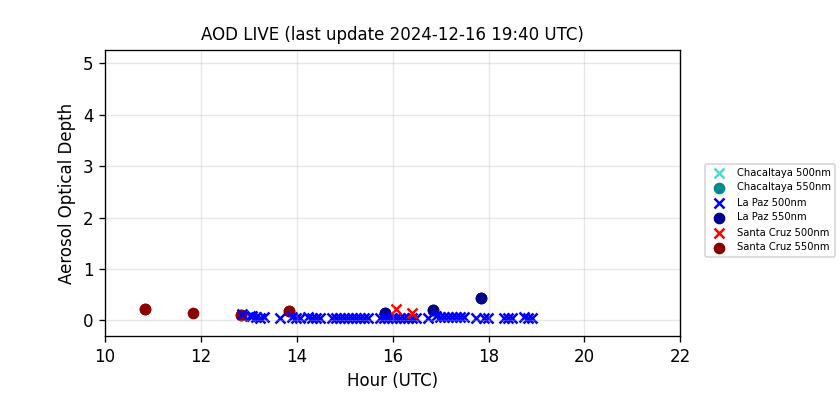 AOD LIVE (last update 2024-12-16 19:40 UTC)
Aerosol Optical Depth
5
4
3
2
1
0
10 12 14 16 18 20 22
Hour (UTC)
Chacaltaya 500nm
Chacaltaya 550nm
La Paz 500nm
La Paz 550nm
Santa Cruz 500nm
Santa Cruz 550nm